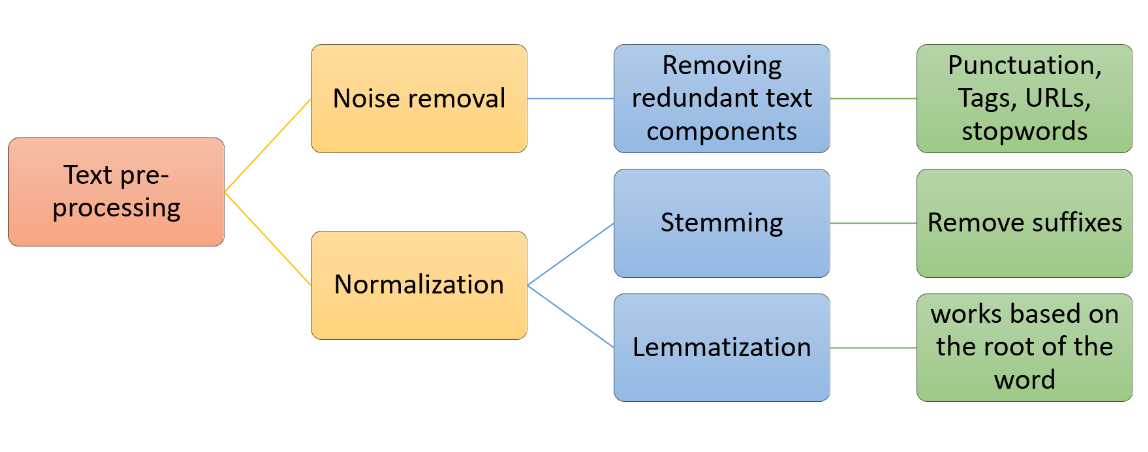 Text pre-
processing
Noise removal
Removing
redundant text
components
Punctuation,
Tags, URLs,
stopwords
Normalization
Stemming
Remove suffixes
Lemmatization
works based on
the root of the
word